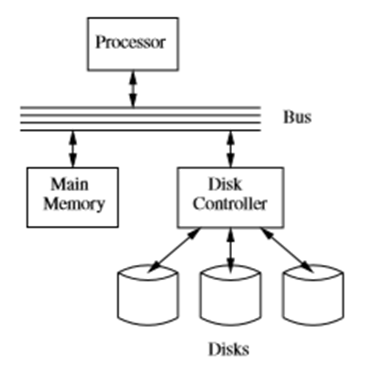 Processor
Bus
Main
Memory
Disk
Controller
Disks